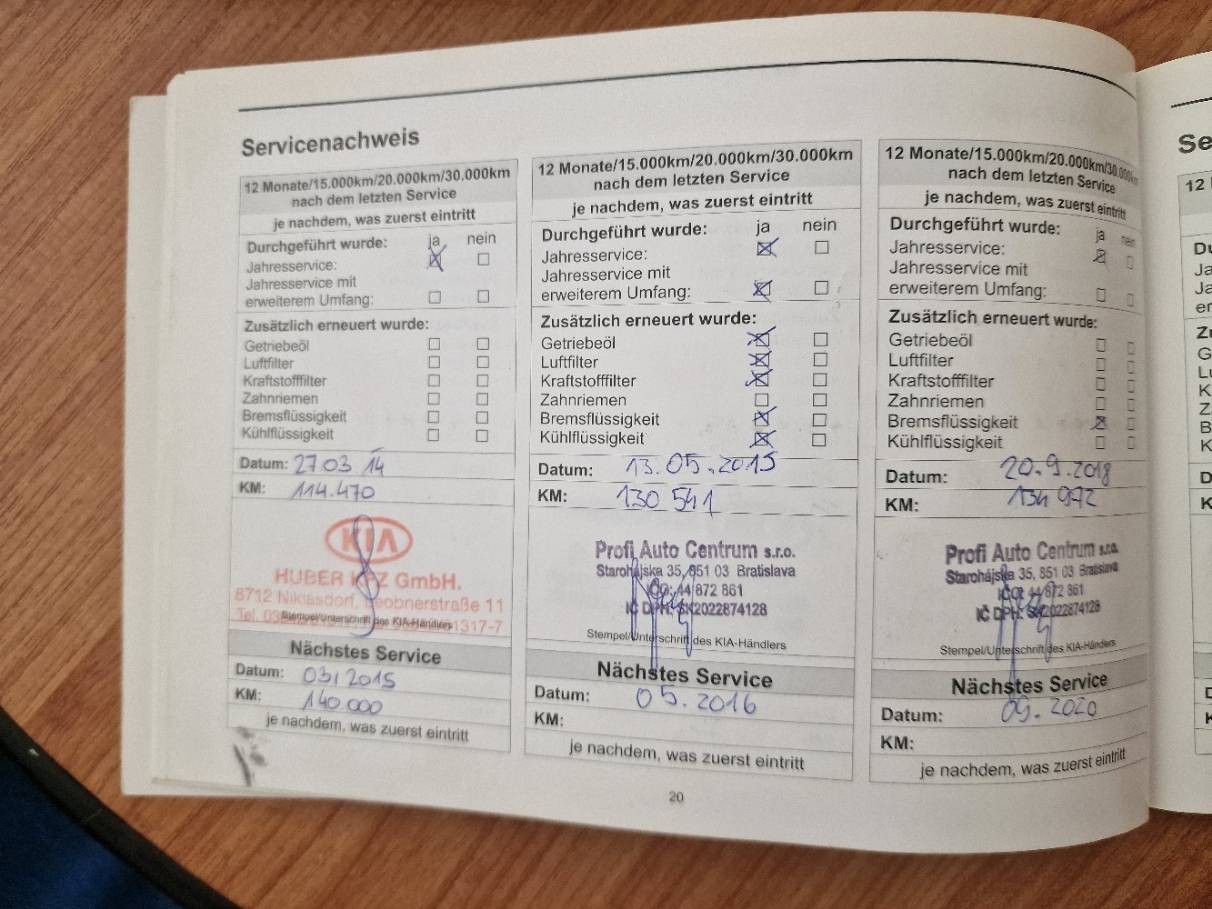 Servicenachweis
12 Monate/15.000km/20.000km/30.000km
nach dem letzten Service
je nachdem, was zuerst eintritt
Durchgeführt wurde: ja nein
Jahresservice:
Jahresservice mit
erweiterem Umfang:
Zusätzlich erneuert wurde:
Getriebeöl
Luftfilter
Kraftstofffilter
Zahnriemen
Bremsflüssigkeit
Kühlflüssigkeit
Datum: 27 03 14
KM: 114.470
KIA
HUBER KFZ GmbH.
8712 Niklasdorf, Leobnerstraße 11
Tel. 1317-7
Stempel/Unterschrift des KIA-Händlers
Nächstes Service
Datum: 03/2015
KM: 140.000
je nachdem, was zuerst eintritt
12 Monate/15.000km/20.000km/30.000km
nach dem letzten Service
je nachdem, was zuerst eintritt
Durchgeführt wurde: ja nein
Jahresservice:
Jahresservice mit
erweiterem Umfang:
Zusätzlich erneuert wurde:
Getriebeöl
Luftfilter
Kraftstofffilter
Zahnriemen
Bremsflüssigkeit
Kühlflüssigkeit
Datum: 13.05.2015
KM: 130 541
Profi Auto Centrum s.r.o.
Starohájska 35, 851 03 Bratislava
IČO: 44 872 861
IČ DPH: SK2022874128
Stempel/Unterschrift des KIA-Händlers
Nächstes Service
Datum: 05.2016
KM:
je nachdem, was zuerst eintritt
12 Monate/15.000km/20.000km/30.000km
nach dem letzten Service
je nachdem, was zuerst eintritt
Durchgeführt wurde: ja nein
Jahresservice:
Jahresservice mit
erweiterem Umfang:
Zusätzlich erneuert wurde:
Getriebeöl
Luftfilter
Kraftstofffilter
Zahnriemen
Bremsflüssigkeit
Kühlflüssigkeit
Datum: 20.9.2018
KM: 134 972
Profi Auto Centrum s.r.o.
Starohájska 35, 851 03 Bratislava
IČO: 44 872 861
IČ DPH: SK2022874128
Stempel/Unterschrift des KIA-Händlers
Nächstes Service
Datum: 09.2020
KM:
je nachdem, was zuerst eintritt
20